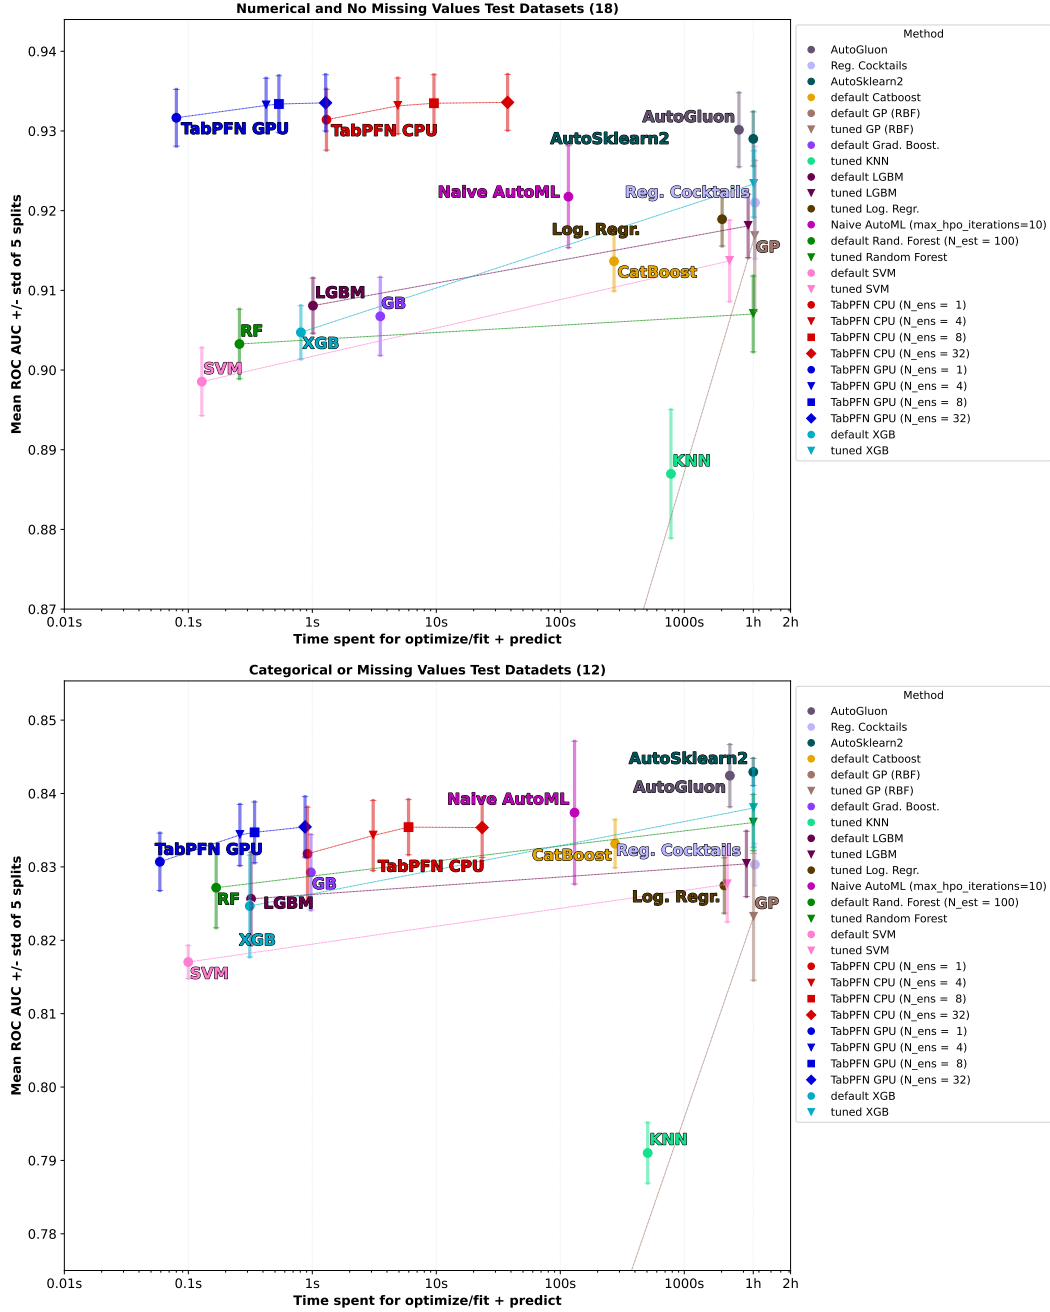 Numerical and No Missing Values Test Datasets (18)
Mean ROC AUC +/- std of 5 splits
0.94
0.93
0.92
0.91
0.90
0.89
0.88
0.87
TabPFN GPU
TabPFN CPU
AutoGluon
AutoSklearn2
Naive AutoML
Reg. Cocktails
Log. Regr.
GP
CatBoost
LGBM
GB
RF
XGB
SVM
KNN
0.01s
0.1s
1s
10s
100s
1000s
1h
2h
Time spent for optimize/fit + predict
Method
AutoGluon
Reg. Cocktails
AutoSklearn2
default Catboost
default GP (RBF)
tuned GP (RBF)
default Grad. Boost.
tuned KNN
default LGBM
tuned LGBM
tuned Log. Regr.
Naive AutoML (max_hpo_iterations=10)
default Rand. Forest (N_est = 100)
tuned Random Forest
default SVM
tuned SVM
TabPFN CPU (N_ens =  1)
TabPFN CPU (N_ens =  4)
TabPFN CPU (N_ens =  8)
TabPFN CPU (N_ens = 32)
TabPFN GPU (N_ens =  1)
TabPFN GPU (N_ens =  4)
TabPFN GPU (N_ens =  8)
TabPFN GPU (N_ens = 32)
default XGB
tuned XGB
Categorical or Missing Values Test Datadets (12)
Mean ROC AUC +/- std of 5 splits
0.85
0.84
0.83
0.82
0.81
0.80
0.79
0.78
AutoSklearn2
AutoGluon
Naive AutoML
TabPFN GPU
TabPFN CPU
CatBoost
Reg. Cocktails
GB
RF
LGBM
Log. Regr.
GP
XGB
SVM
KNN
0.01s
0.1s
1s
10s
100s
1000s
1h
2h
Time spent for optimize/fit + predict
Method
AutoGluon
Reg. Cocktails
AutoSklearn2
default Catboost
default GP (RBF)
tuned GP (RBF)
default Grad. Boost.
tuned KNN
default LGBM
tuned LGBM
tuned Log. Regr.
Naive AutoML (max_hpo_iterations=10)
default Rand. Forest (N_est = 100)
tuned Random Forest
default SVM
tuned SVM
TabPFN CPU (N_ens =  1)
TabPFN CPU (N_ens =  4)
TabPFN CPU (N_ens =  8)
TabPFN CPU (N_ens = 32)
TabPFN GPU (N_ens =  1)
TabPFN GPU (N_ens =  4)
TabPFN GPU (N_ens =  8)
TabPFN GPU (N_ens = 32)
default XGB
tuned XGB